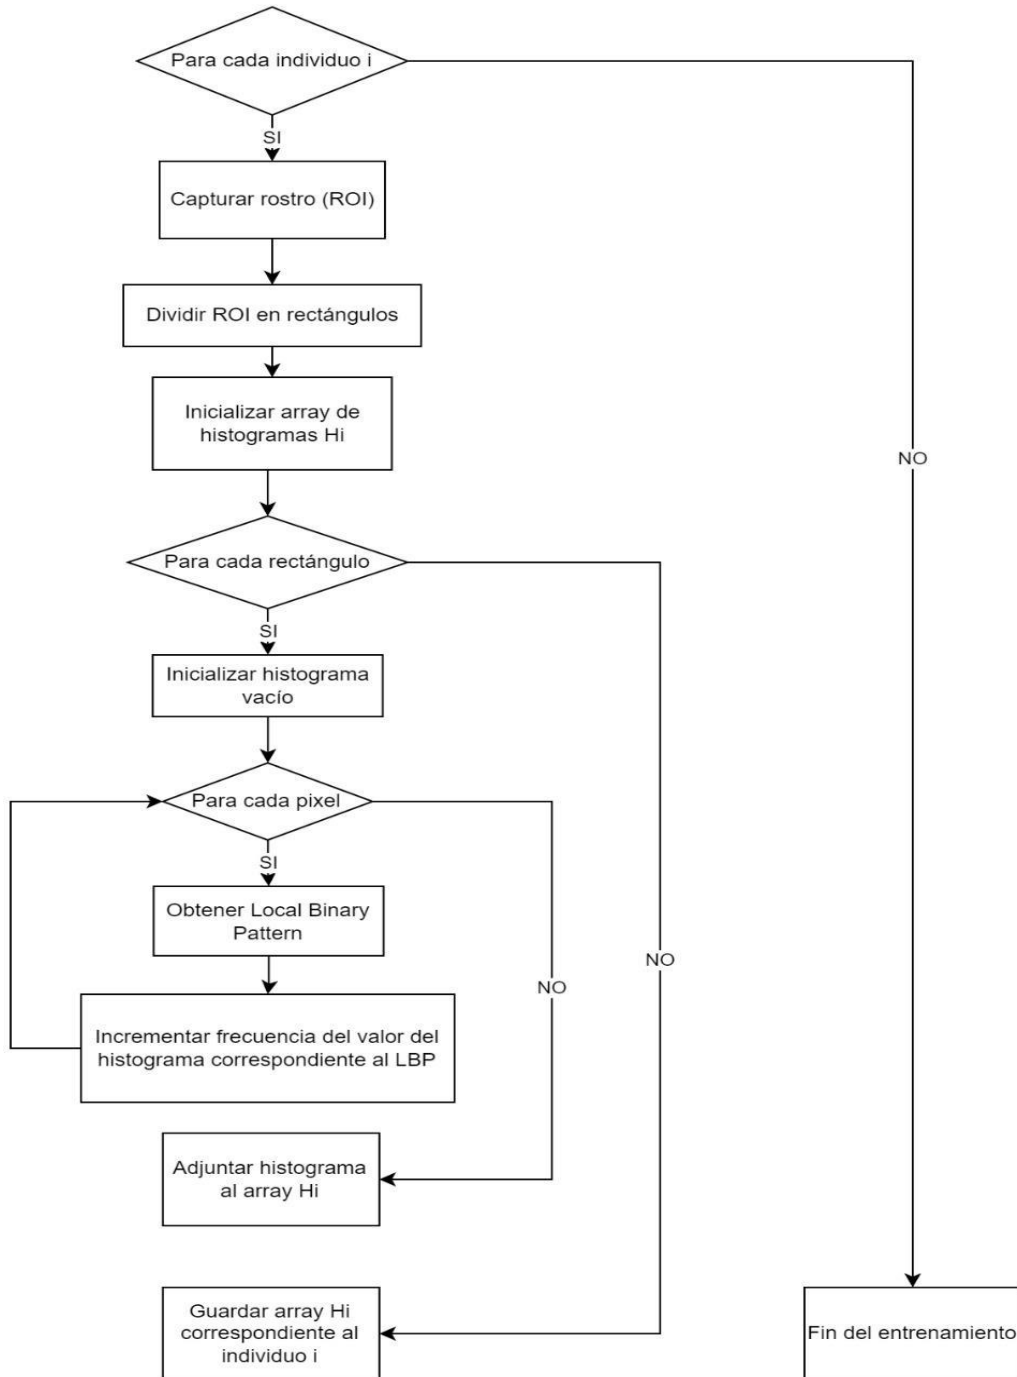 Para cada individuo i
SI
Capturar rostro (ROI)
Dividir ROI en rectángulos
Inicializar array de
histogramas Hi
NO
Para cada rectángulo
SI
Inicializar histograma
vacío
Para cada pixel
SI
Obtener Local Binary
Pattern
NO
NO
Incrementar frecuencia del valor del
histograma correspondiente al LBP
Adjuntar histograma
al array Hi
Guardar array Hi
correspondiente al
individuo i
Fin del entrenamiento